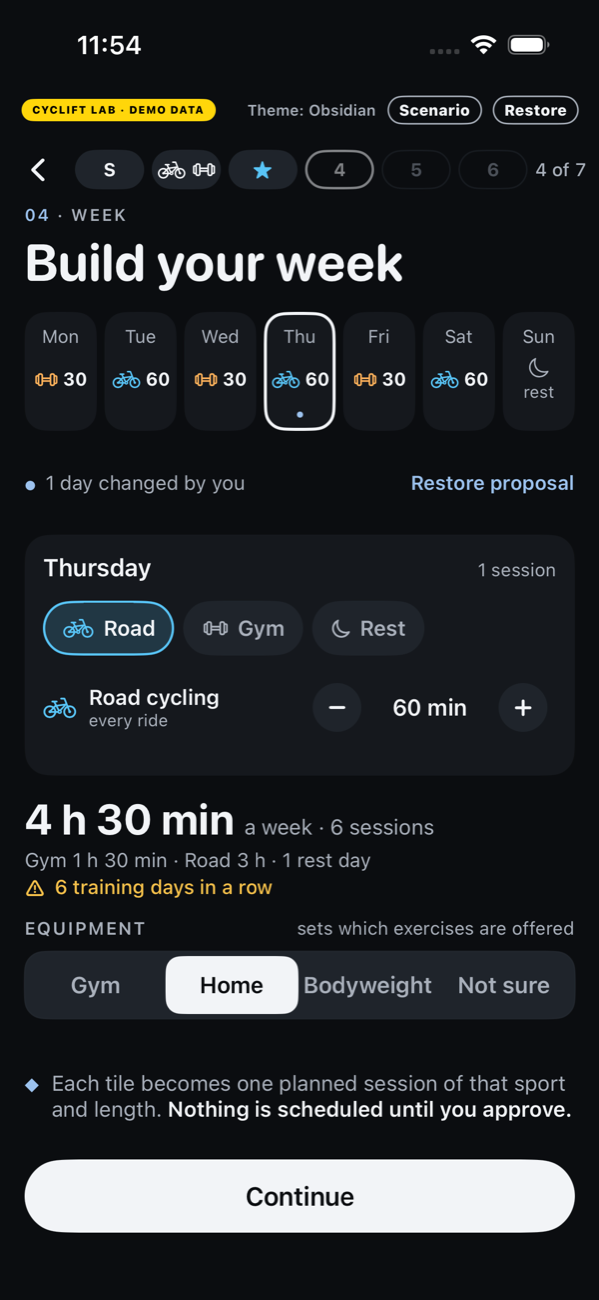 11:54
CYCLIFT LAB · DEMO DATA Theme: Obsidian Scenario Restore
S 4 5 6 4 of 7
04 · WEEK
Build your week
Mon Tue Wed Thu Fri Sat Sun
30 60 30 60 30 60 rest
1 day changed by you Restore proposal
Thursday 1 session
Road Gym Rest
Road cycling
every ride
− 60 min +
4 h 30 min a week · 6 sessions
Gym 1 h 30 min · Road 3 h · 1 rest day
6 training days in a row
EQUIPMENT sets which exercises are offered
Gym Home Bodyweight Not sure
Each tile becomes one planned session of that sport
and length. Nothing is scheduled until you approve.
Continue